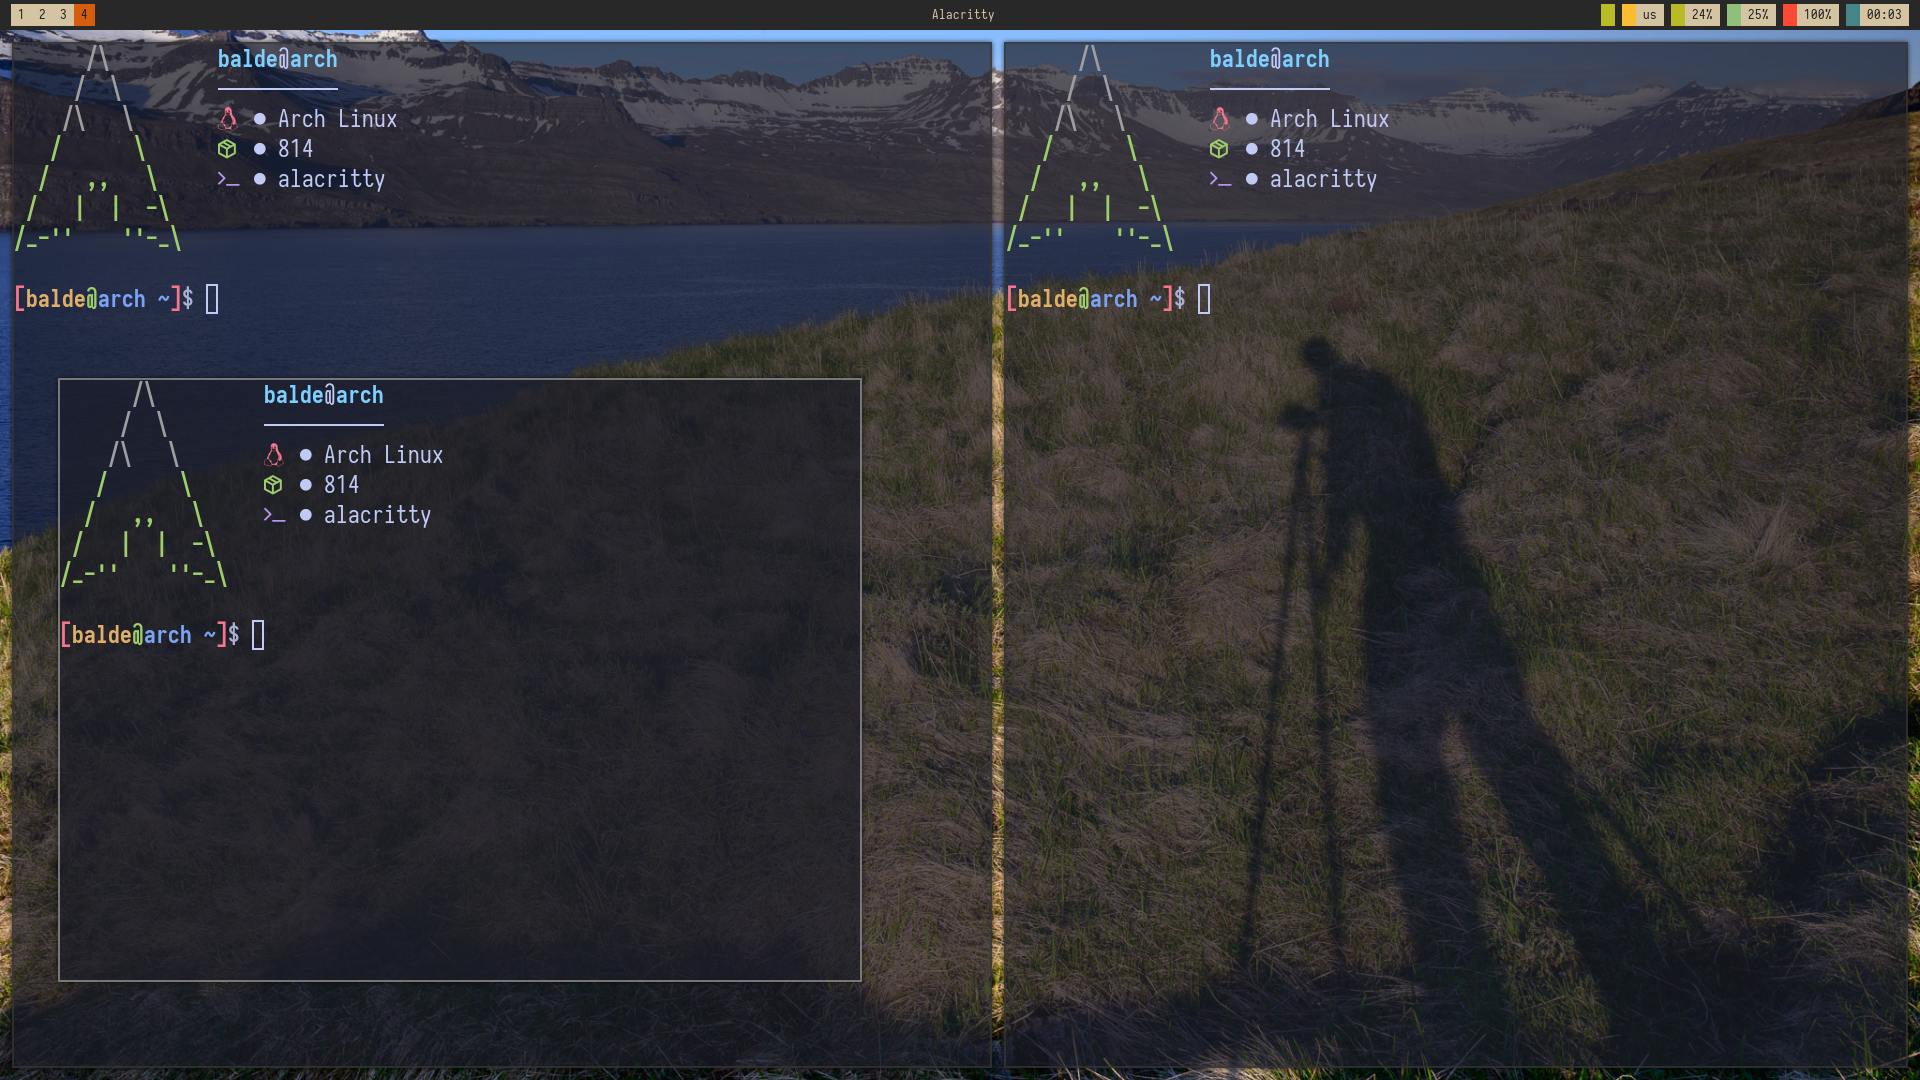 1 2 3 4
Alacritty
us 24% 25% 100% 00:03
balde@arch
Arch Linux
814
alacritty
[balde@arch ~]$
balde@arch
Arch Linux
814
alacritty
[balde@arch ~]$
balde@arch
Arch Linux
814
alacritty
[balde@arch ~]$